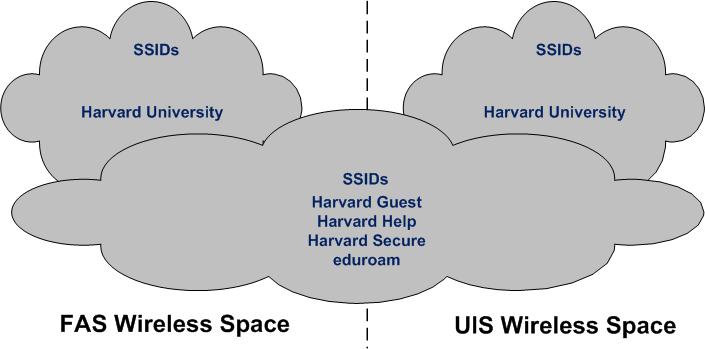 SSIDs
Harvard University
SSIDs
Harvard University
SSIDs
Harvard Guest
Harvard Help
Harvard Secure
eduroam
FAS Wireless Space
UIS Wireless Space